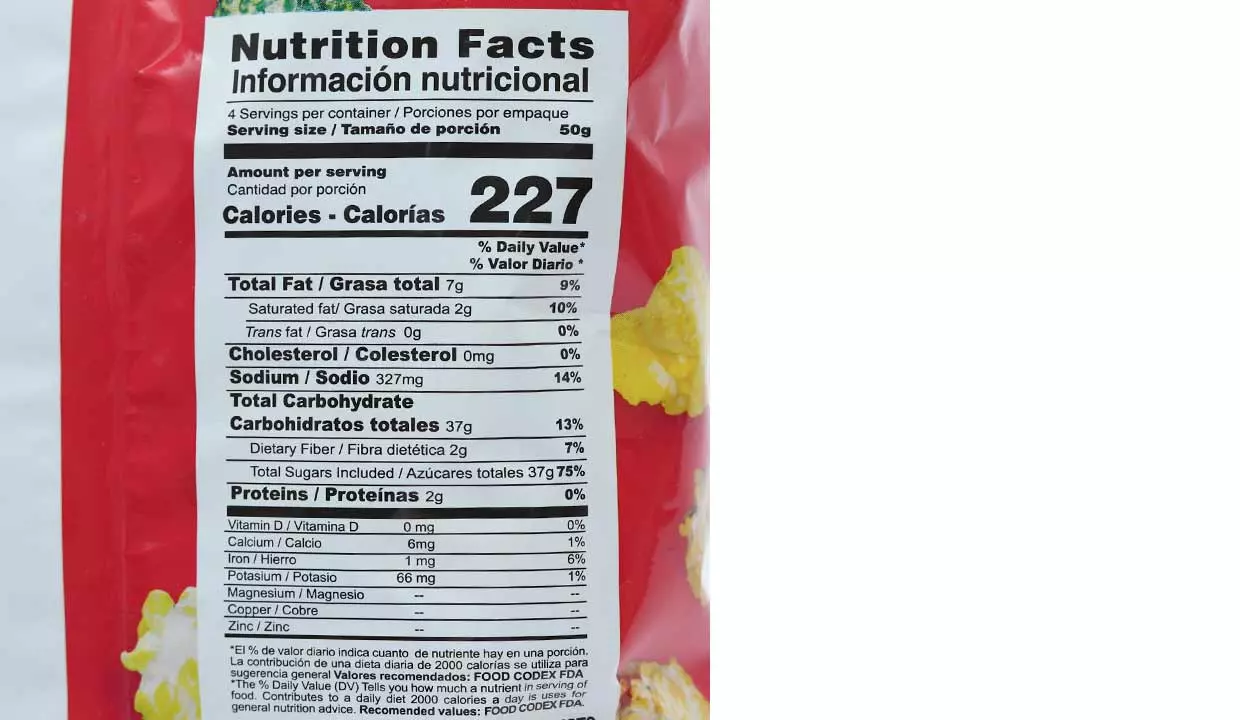 Nutrition Facts
Información nutricional
4 Servings per container / Porciones por empaque
Serving size / Tamaño de porción 50g
Amount per serving
Cantidad por porción
Calories - Calorías 227
% Daily Value*
% Valor Diario *
Total Fat / Grasa total 7g 9%
Saturated fat/ Grasa saturada 2g 10%
Trans fat / Grasa trans 0g 0%
Cholesterol / Colesterol 0mg 0%
Sodium / Sodio 327mg 14%
Total Carbohydrate
Carbohidratos totales 37g 13%
Dietary Fiber / Fibra dietética 2g 7%
Total Sugars Included / Azúcares totales 37g 75%
Proteins / Proteínas 2g 0%
Vitamin D / Vitamina D 0 mg 0%
Calcium / Calcio 6mg 1%
Iron / Hierro 1 mg 6%
Potasium / Potasio 66 mg 1%
Magnesium / Magnesio -- --
Copper / Cobre -- --
Zinc / Zinc -- --
*El % de valor diario indica cuanto de nutriente hay en una porción.
La contribución de una dieta diaria de 2000 calorías se utiliza para
sugerencia general Valores recomendados: FOOD CODEX FDA
*The % Daily Value (DV) Tells you how much a nutrient in serving of
food. Contributes to a daily diet 2000 calories a day is uses for
general nutrition advice. Recomended values: FOOD CODEX FDA.